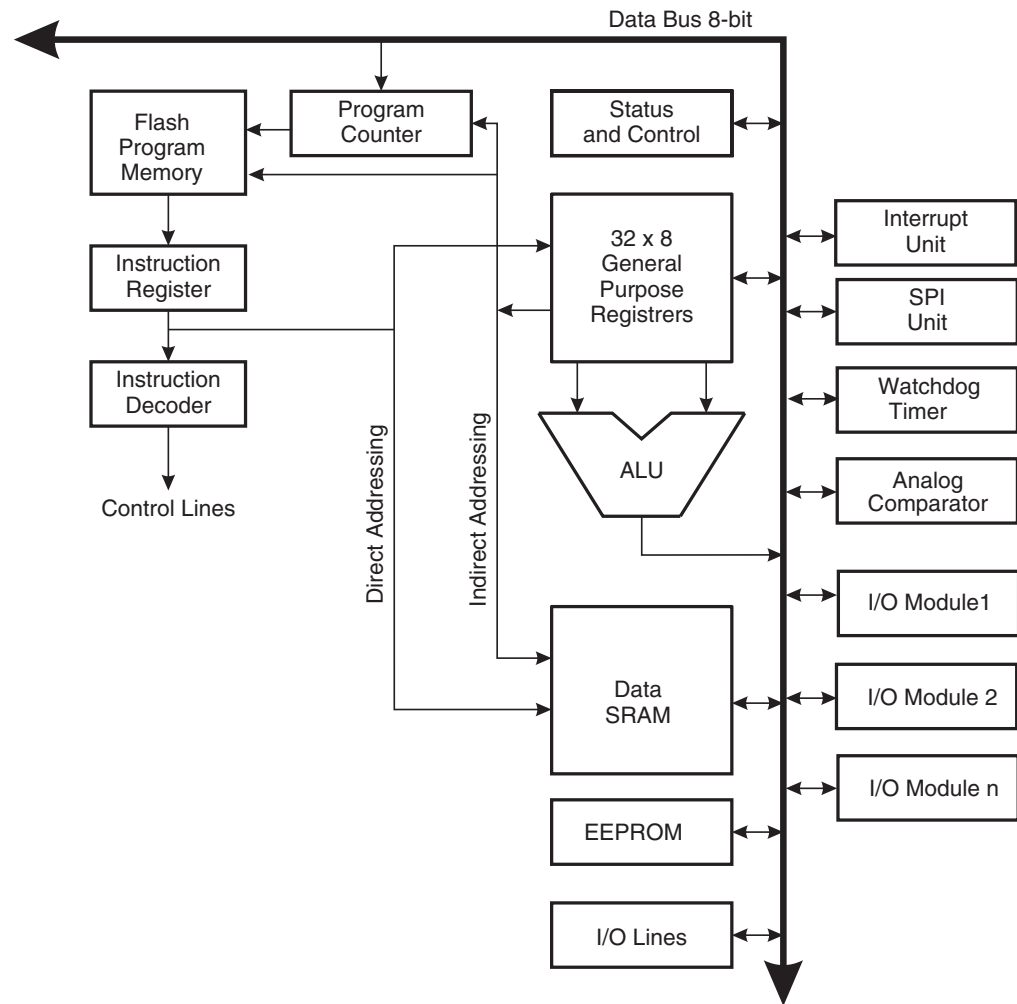 Data Bus 8-bit
Flash
Program
Memory
Program
Counter
Status
and Control
Interrupt
Unit
32 x 8
General
Purpose
Registrers
Instruction
Register
SPI
Unit
Instruction
Decoder
Watchdog
Timer
ALU
Analog
Comparator
Control Lines
Direct Addressing
Indirect Addressing
I/O Module1
Data
SRAM
I/O Module 2
I/O Module n
EEPROM
I/O Lines